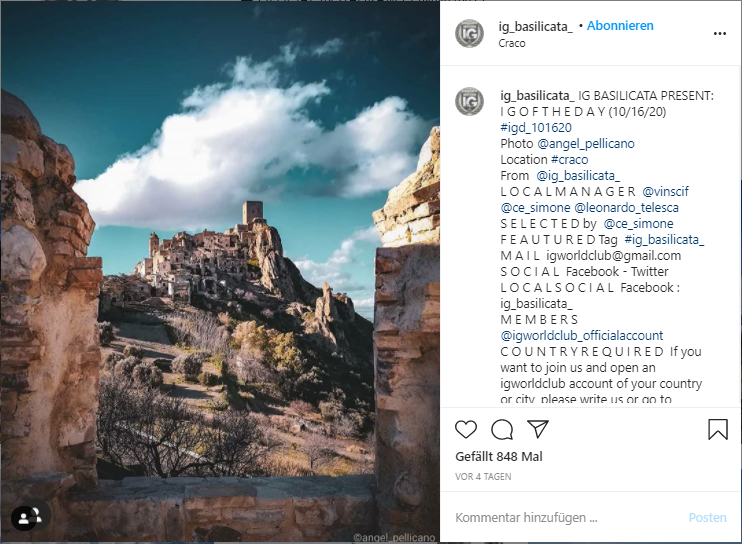 ig_basilicata_ • Abonnieren
Craco
ig_basilicata_ IG BASILICATA PRESENT:
I G O F T H E D A Y (10/16/20)
#igd_101620
Photo @angel_pellicano
Location #craco
From @ig_basilicata_
L O C A L M A N A G E R @vinscif
@ce_simone @leonardo_telesca
S E L E C T E D by @ce_simone
F E A U T U R E D Tag #ig_basilicata_
M A I L igworldclub@gmail.com
S O C I A L Facebook - Twitter
L O C A L S O C I A L Facebook :
ig_basilicata_
M E M B E R S
@igworldclub_officialaccount
C O U N T R Y R E Q U I R E D If you
want to join us and open an
igworldclub account of your country
or city, please write us or go to
Gefällt 848 Mal
VOR 4 TAGEN
Kommentar hinzufügen ... Posten
©angel_pellicano